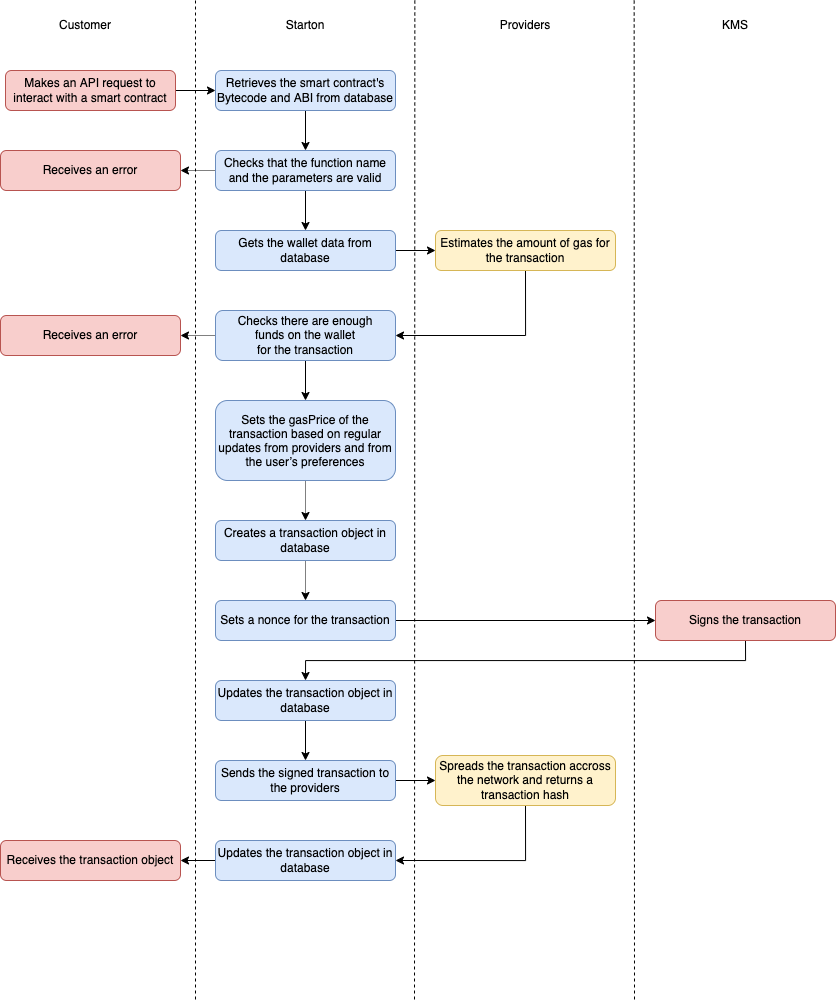 Customer
Starton
Providers
KMS
Makes an API request to
interact with a smart contract
Retrieves the smart contract's
Bytecode and ABI from database
Receives an error
Checks that the function name
and the parameters are valid
Gets the wallet data from
database
Estimates the amount of gas for
the transaction
Receives an error
Checks there are enough
funds on the wallet
for the transaction
Sets the gasPrice of the
transaction based on regular
updates from providers and from
the user's preferences
Creates a transaction object in
database
Sets a nonce for the transaction
Signs the transaction
Updates the transaction object in
database
Sends the signed transaction to
the providers
Spreads the transaction accross
the network and returns a
transaction hash
Receives the transaction object
Updates the transaction object in
database